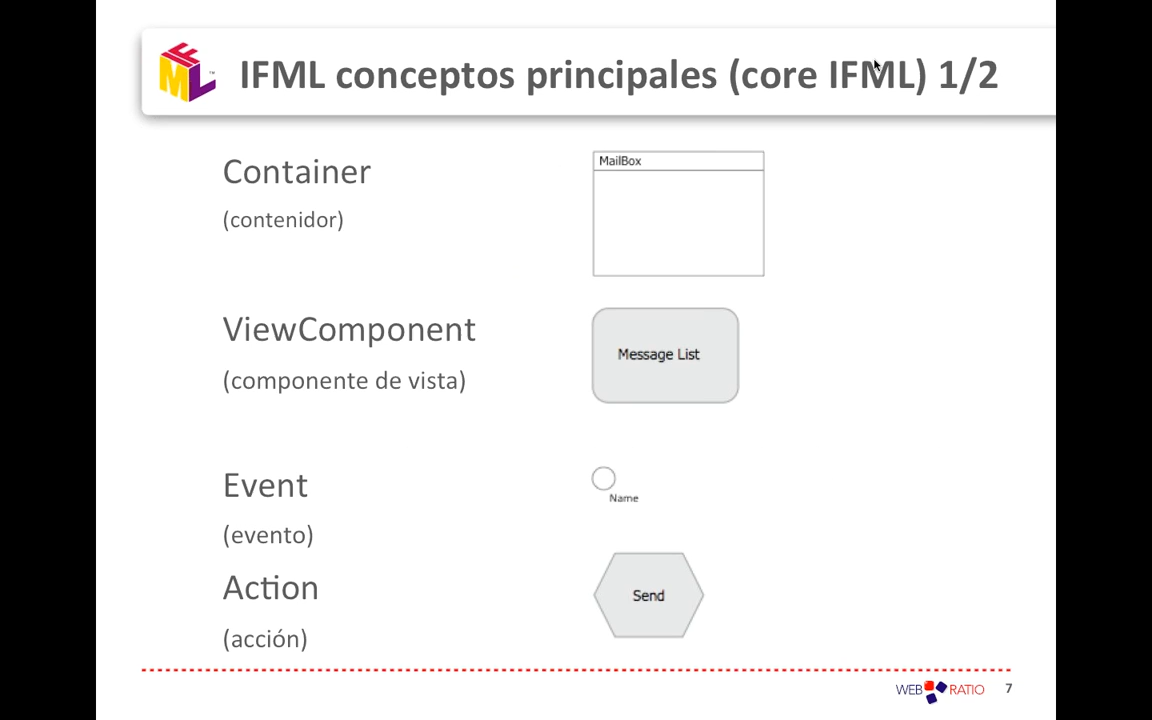 IFML
IFML conceptos principales (core IFML) 1/2
Container
(contenedor)
MailBox
ViewComponent
(componente de vista)
Message List
Event
(evento)
Name
Action
(acción)
Send
WEB RATIO
7